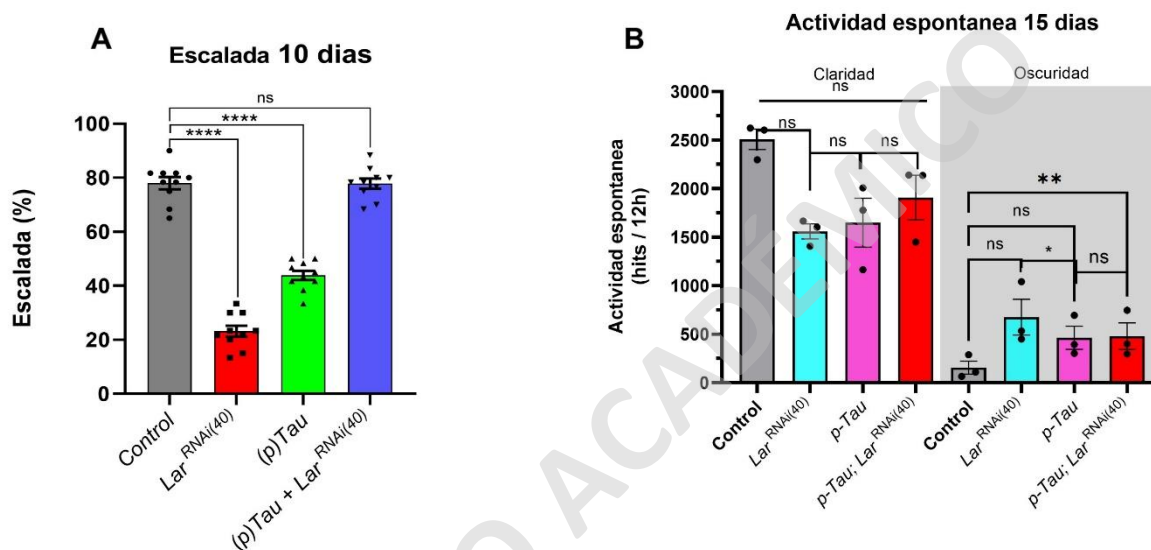 A
Escalada 10 dias
ns
****
****
100
80
60
40
20
0
Escalada (%)
Control
Lar RNAi(40)
(p)Tau
(p)Tau + Lar RNAi(40)
B
Actividad espontanea 15 dias
Claridad
Oscuridad
ns
ns
ns
ns
**
ns
ns
*
ns
3000
2500
2000
1500
1000
500
0
Actividad espontanea
(hits / 12h)
Control
Lar RNAi(40)
p-Tau
p-Tau; Lar RNAi(40)
Control
Lar RNAi(40)
p-Tau
p-Tau; Lar RNAi(40)
O ACADÉMICO